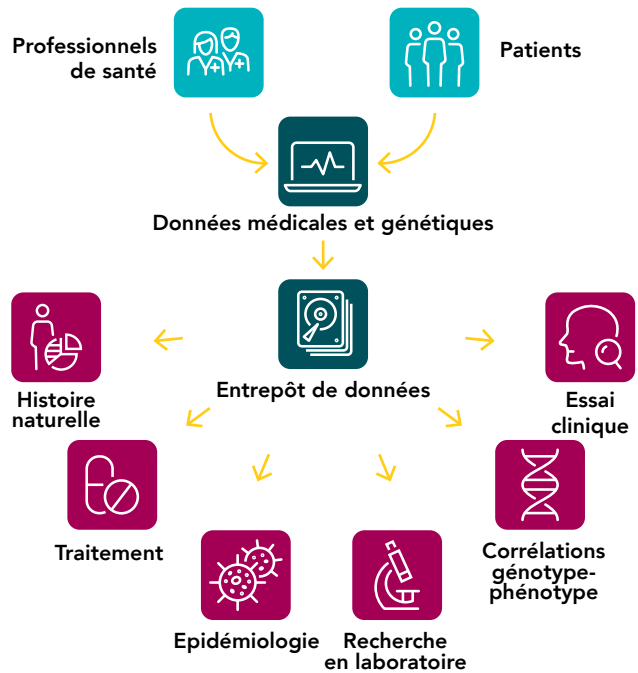 Professionnels
de santé
Patients
Données médicales et génétiques
Entrepôt de données
Histoire
naturelle
Essai
clinique
Traitement
Corrélations
génotype-
phénotype
Epidémiologie
Recherche
en laboratoire